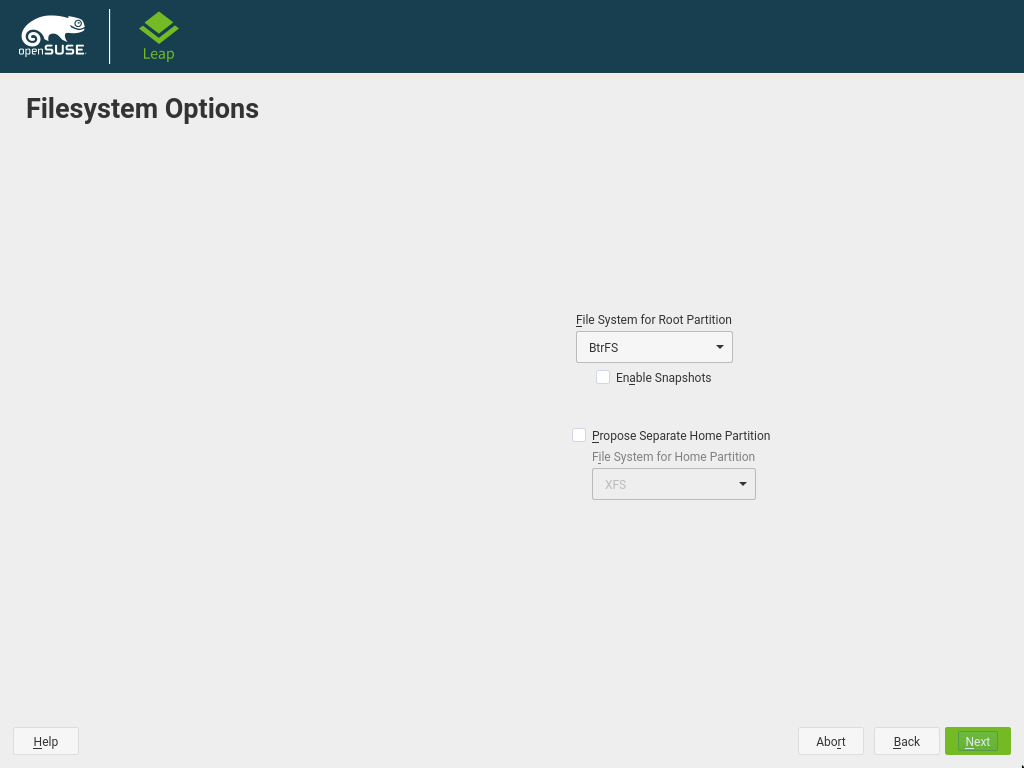 openSUSE
Leap
Filesystem Options
File System for Root Partition
BtrFS
Enable Snapshots
Propose Separate Home Partition
File System for Home Partition
XFS
Help
Abort
Back
Next